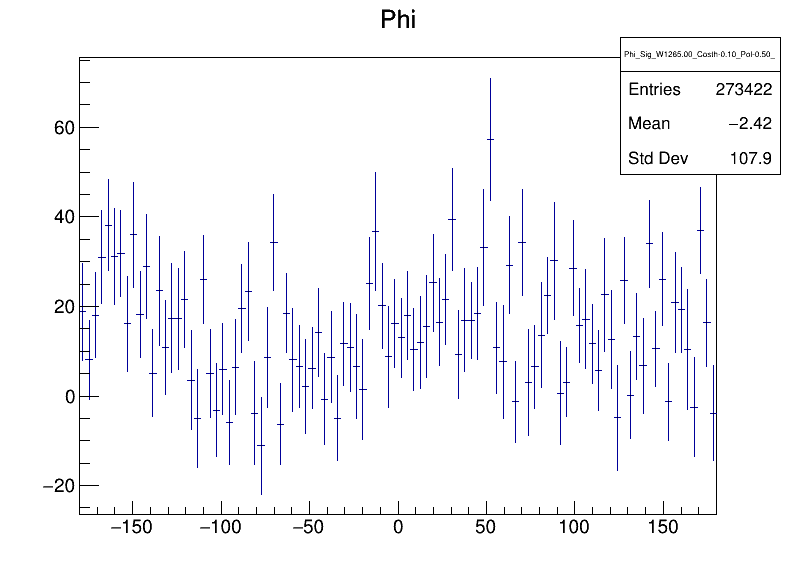 Phi
Phi_Sig_W1265.00_Costh-0.10_Pol-0.50_
Entries 273422
Mean −2.42
Std Dev 107.9
60
40
20
0
−20
−150 −100 −50 0 50 100 150